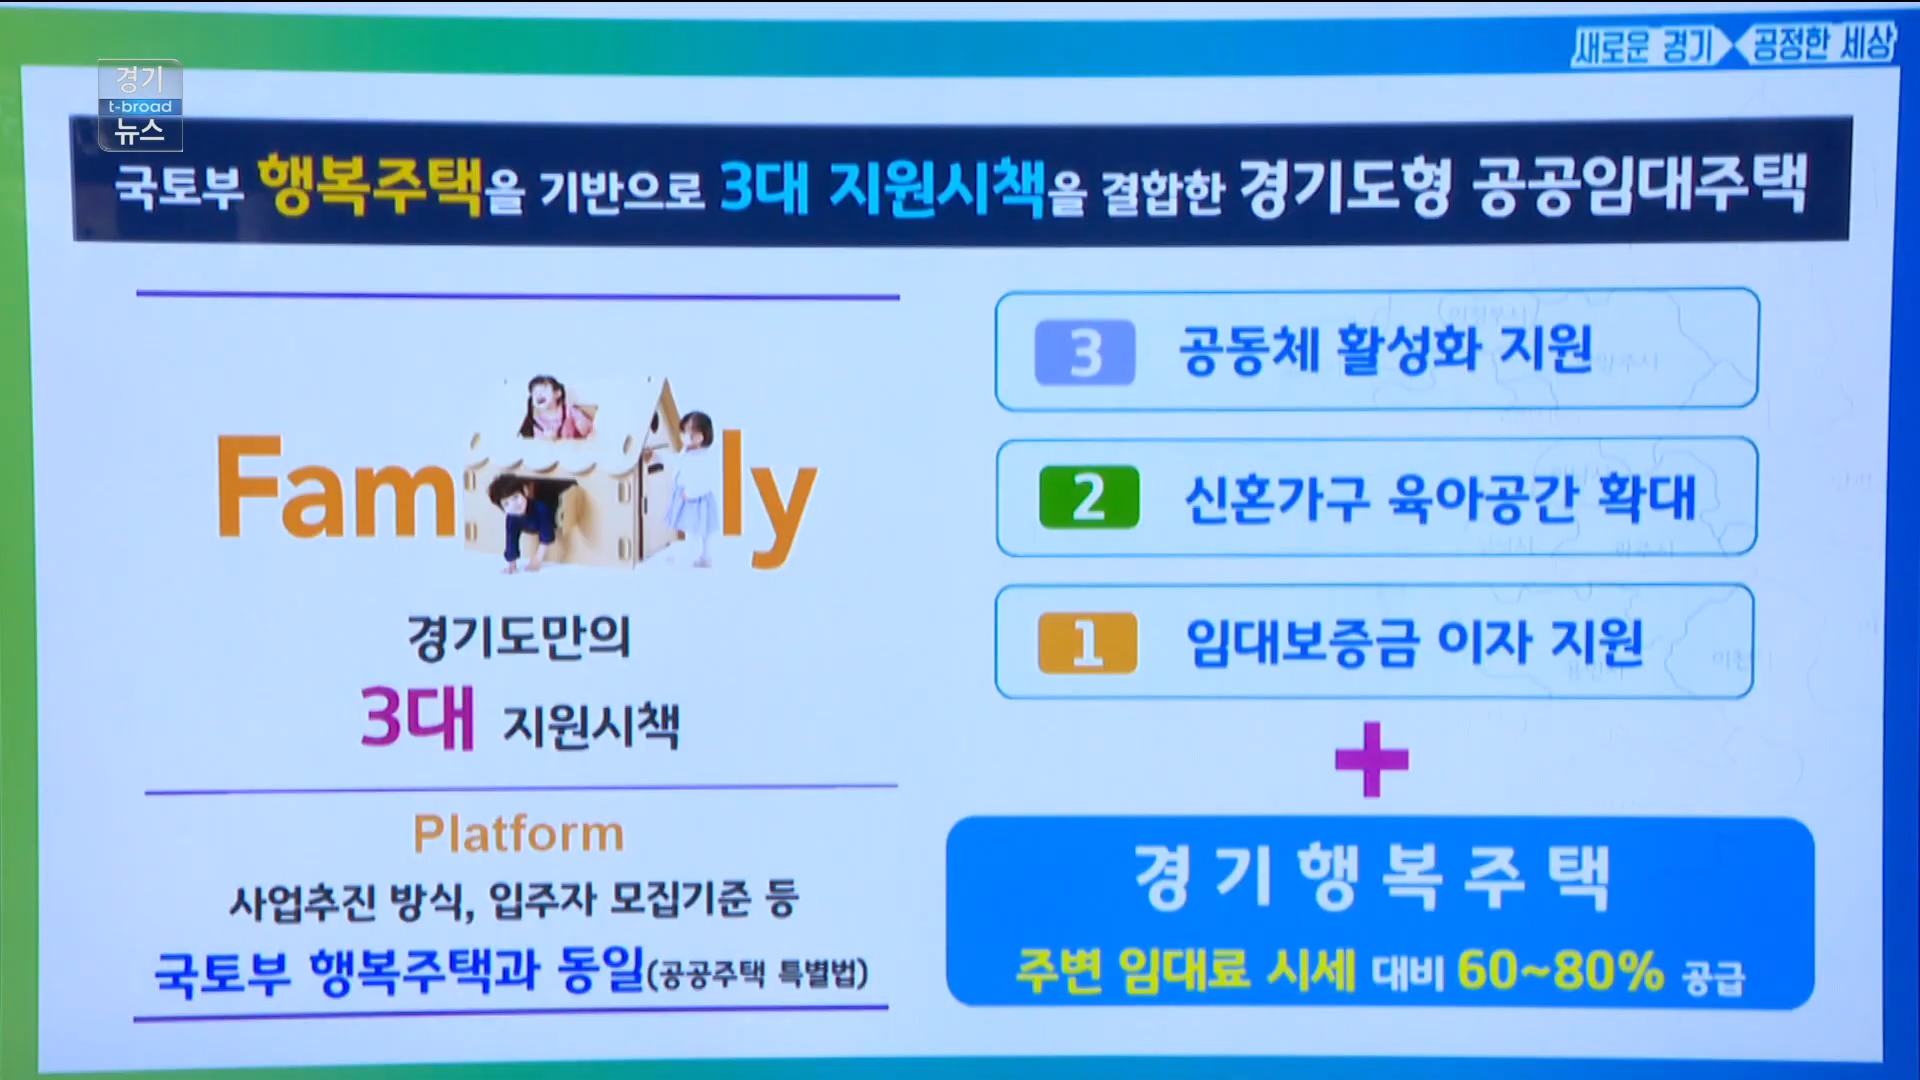 새로운 경기 공정한 세상
경기
t-broad
뉴스
국토부 행복주택을 기반으로 3대 지원시책을 결합한 경기도형 공공임대주택
Fam ly
경기도만의
3대 지원시책
Platform
사업추진 방식, 입주자 모집기준 등
국토부 행복주택과 동일(공공주택 특별법)
3 공동체 활성화 지원
2 신혼가구 육아공간 확대
1 임대보증금 이자 지원
+
경기행복주택
주변 임대료 시세 대비 60~80% 공급